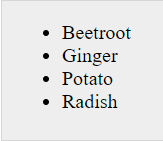 • Beetroot
• Ginger
• Potato
• Radish